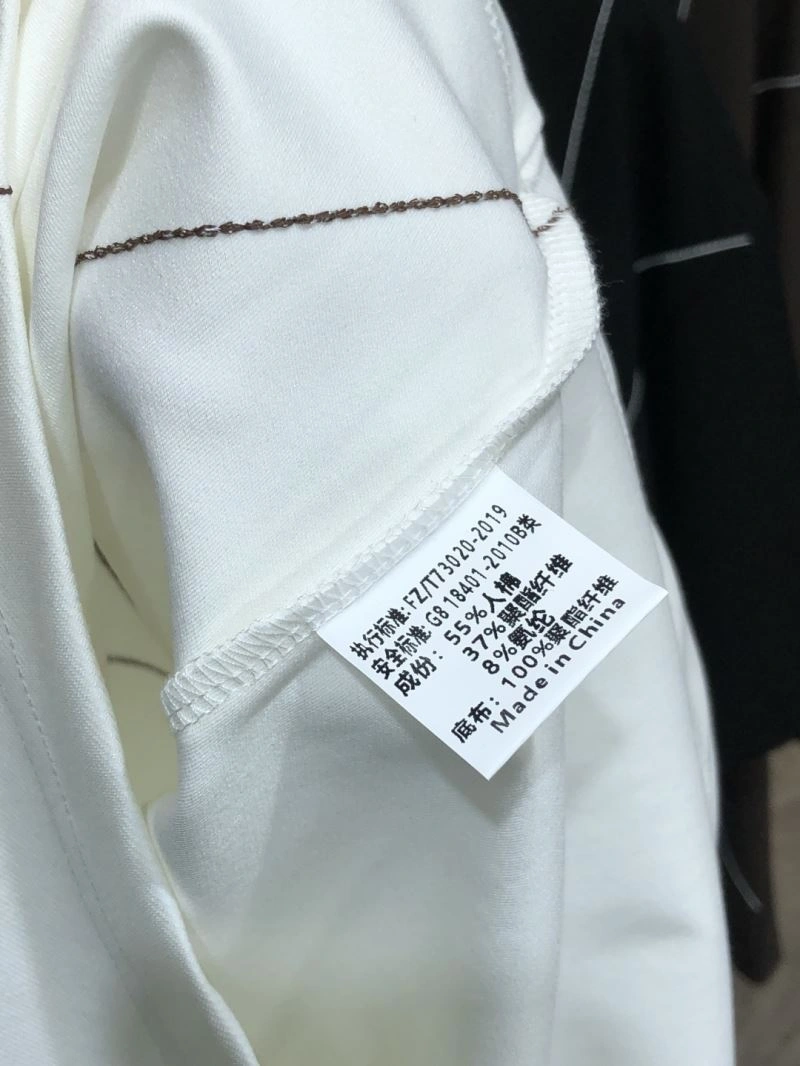 执行标准: FZ/T73020-2019
安全标准: GB 18401-2010B类
成份: 55%人棉
37%聚酯纤维
8%氨纶
底布: 100%聚酯纤维
Made in China